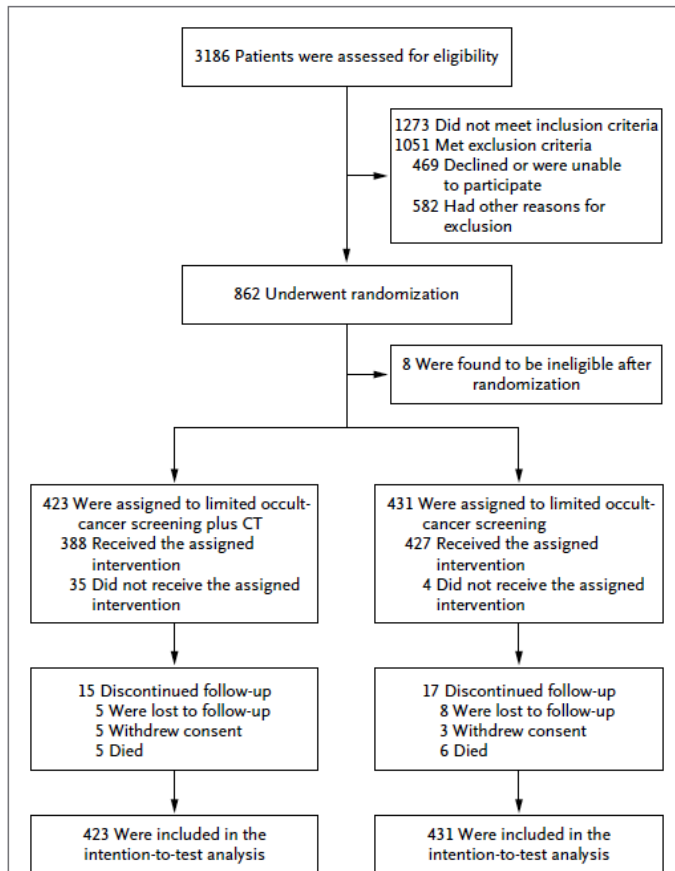 3186 Patients were assessed for eligibility
1273 Did not meet inclusion criteria
1051 Met exclusion criteria
469 Declined or were unable
to participate
582 Had other reasons for
exclusion
862 Underwent randomization
8 Were found to be ineligible after
randomization
423 Were assigned to limited occult-
cancer screening plus CT
388 Received the assigned
intervention
35 Did not receive the assigned
intervention
431 Were assigned to limited occult-
cancer screening
427 Received the assigned
intervention
4 Did not receive the assigned
intervention
15 Discontinued follow-up
5 Were lost to follow-up
5 Withdrew consent
5 Died
17 Discontinued follow-up
8 Were lost to follow-up
3 Withdrew consent
6 Died
423 Were included in the
intention-to-test analysis
431 Were included in the
intention-to-test analysis